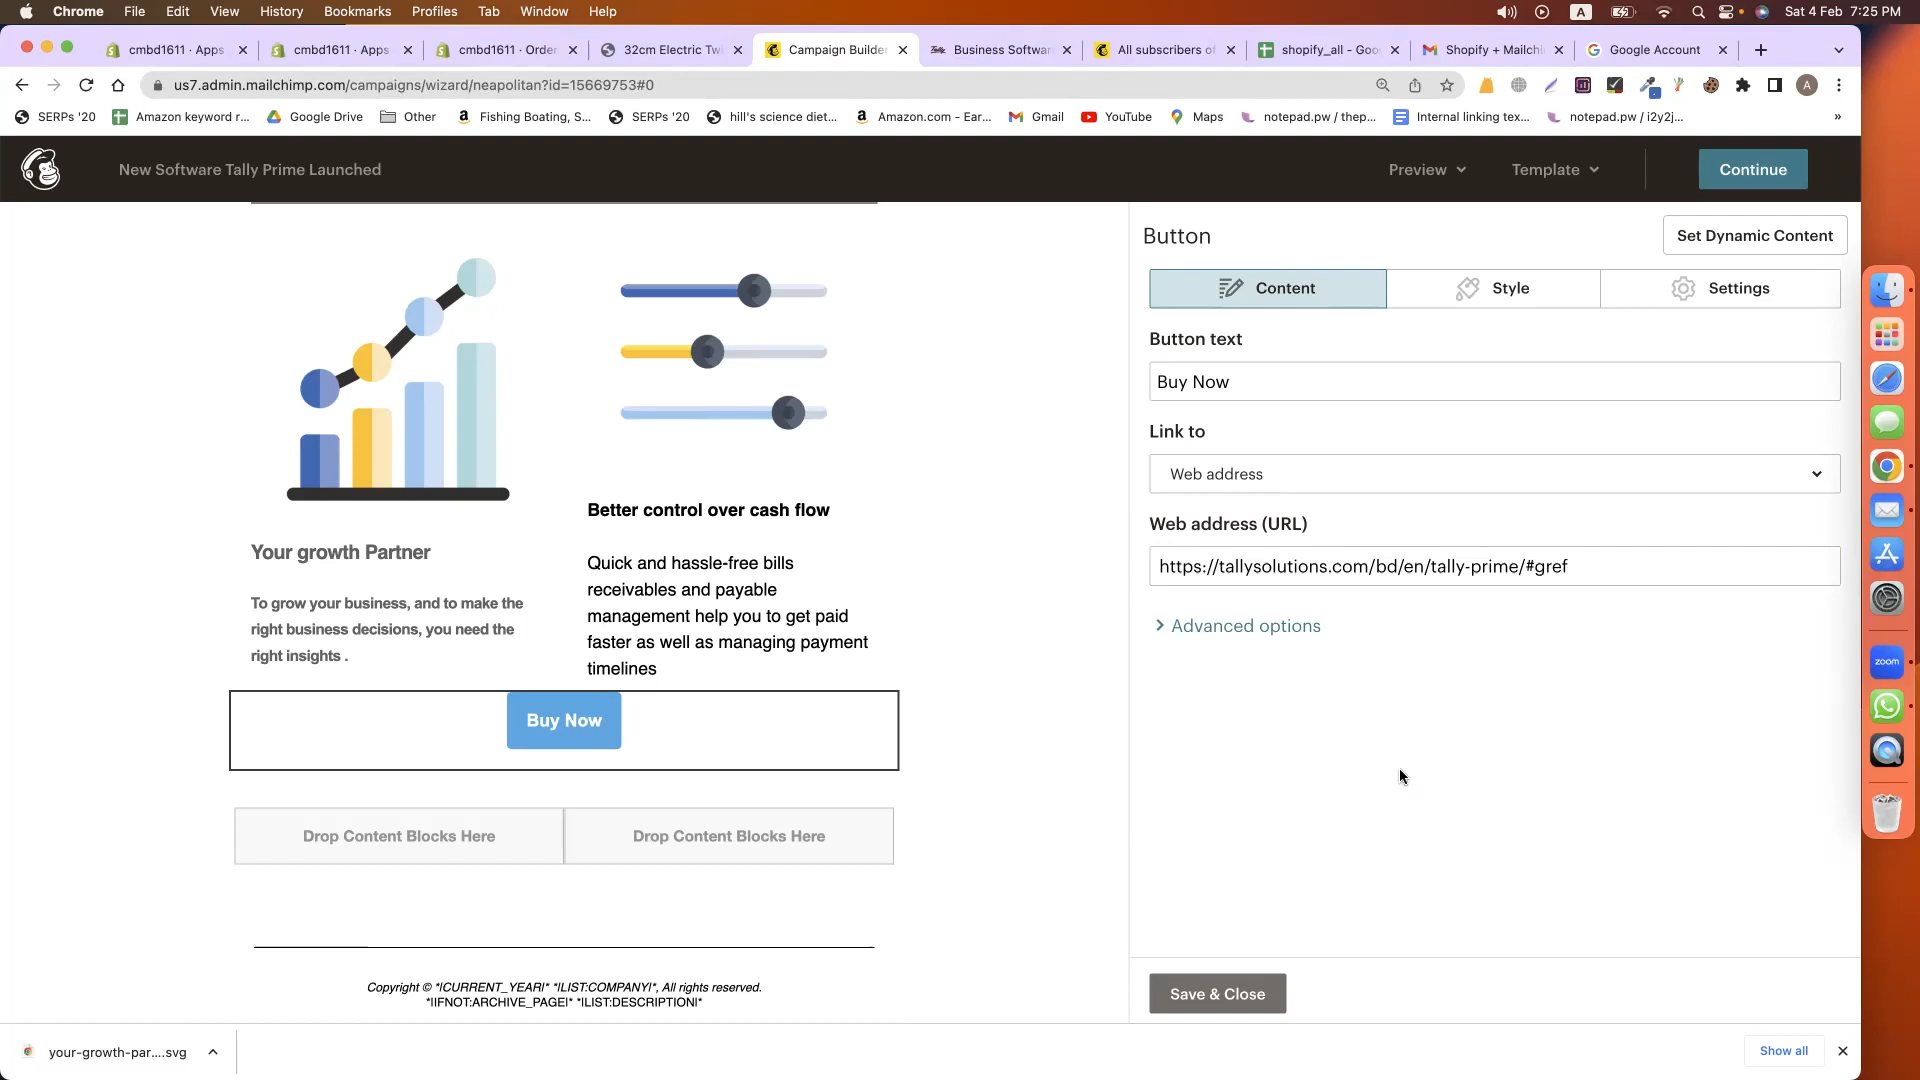 Chrome File Edit View History Bookmarks Profiles Tab Window Help
A
Sat 4 Feb 7:25 PM
cmbd1611 · Apps
cmbd1611 · Apps
cmbd1611 · Orde
32cm Electric Tw
Campaign Builder
Business Softwar
All subscribers o
shopify_all - Goo
Shopify + Mailchi
Google Account
us7.admin.mailchimp.com/campaigns/wizard/neapolitan?id=15669753#0
A
SERPs '20
Amazon keyword r...
Google Drive
Other
Fishing Boating, S...
SERPs '20
hill's science diet...
Amazon.com - Ear...
Gmail
YouTube
Maps
notepad.pw / thep...
Internal linking tex...
notepad.pw / i2y2j...
»
New Software Tally Prime Launched
Preview
Template
Continue
Button
Set Dynamic Content
Content
Style
Settings
Button text
Buy Now
Link to
Web address
Web address (URL)
https://tallysolutions.com/bd/en/tally-prime/#gref
Advanced options
Save & Close
Your growth Partner
To grow your business, and to make the
right business decisions, you need the
right insights .
Better control over cash flow
Quick and hassle-free bills
receivables and payable
management help you to get paid
faster as well as managing payment
timelines
Buy Now
Drop Content Blocks Here
Drop Content Blocks Here
Copyright © *|CURRENT_YEAR|* *|LIST:COMPANY|*, All rights reserved.
*|IFNOT:ARCHIVE_PAGE|* *|LIST:DESCRIPTION|*
zoom
your-growth-par....svg
Show all